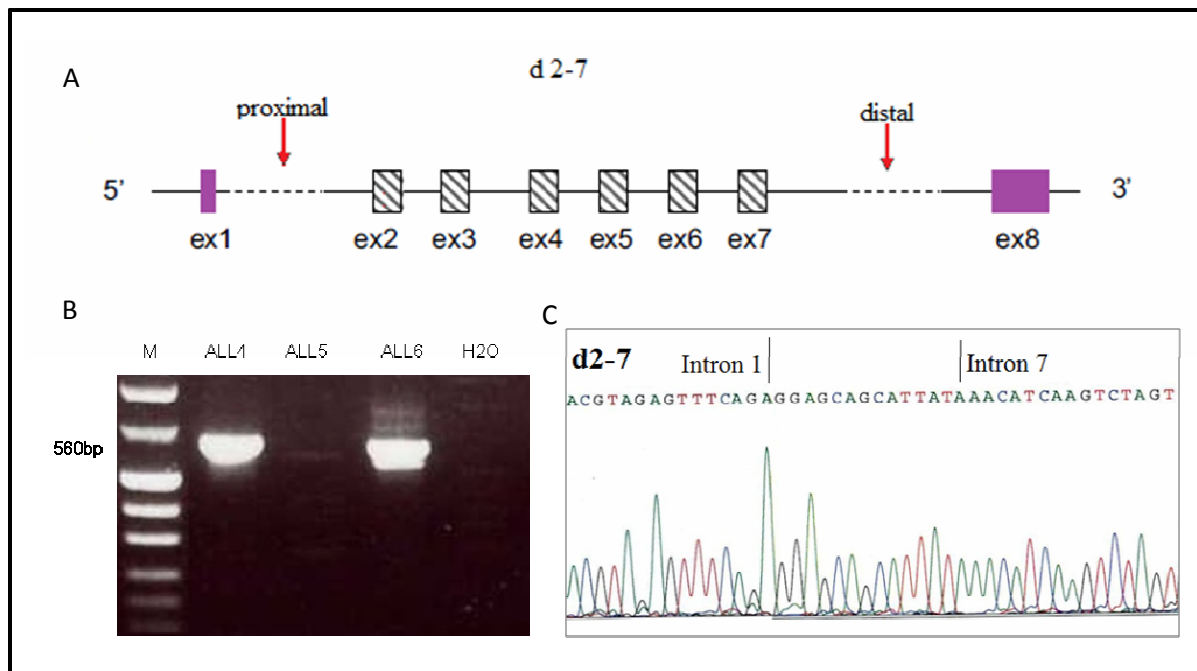 A
d 2-7
proximal
distal
5’
3’
ex1 ex2 ex3 ex4 ex5 ex6 ex7 ex8
B
M ALL4 ALL5 ALL6 H2O
560bp
C
d2-7 Intron 1 Intron 7
ACGTAGAGTTTCAGAGGAGCAGCATTATAAACATCAAGTCTAGT